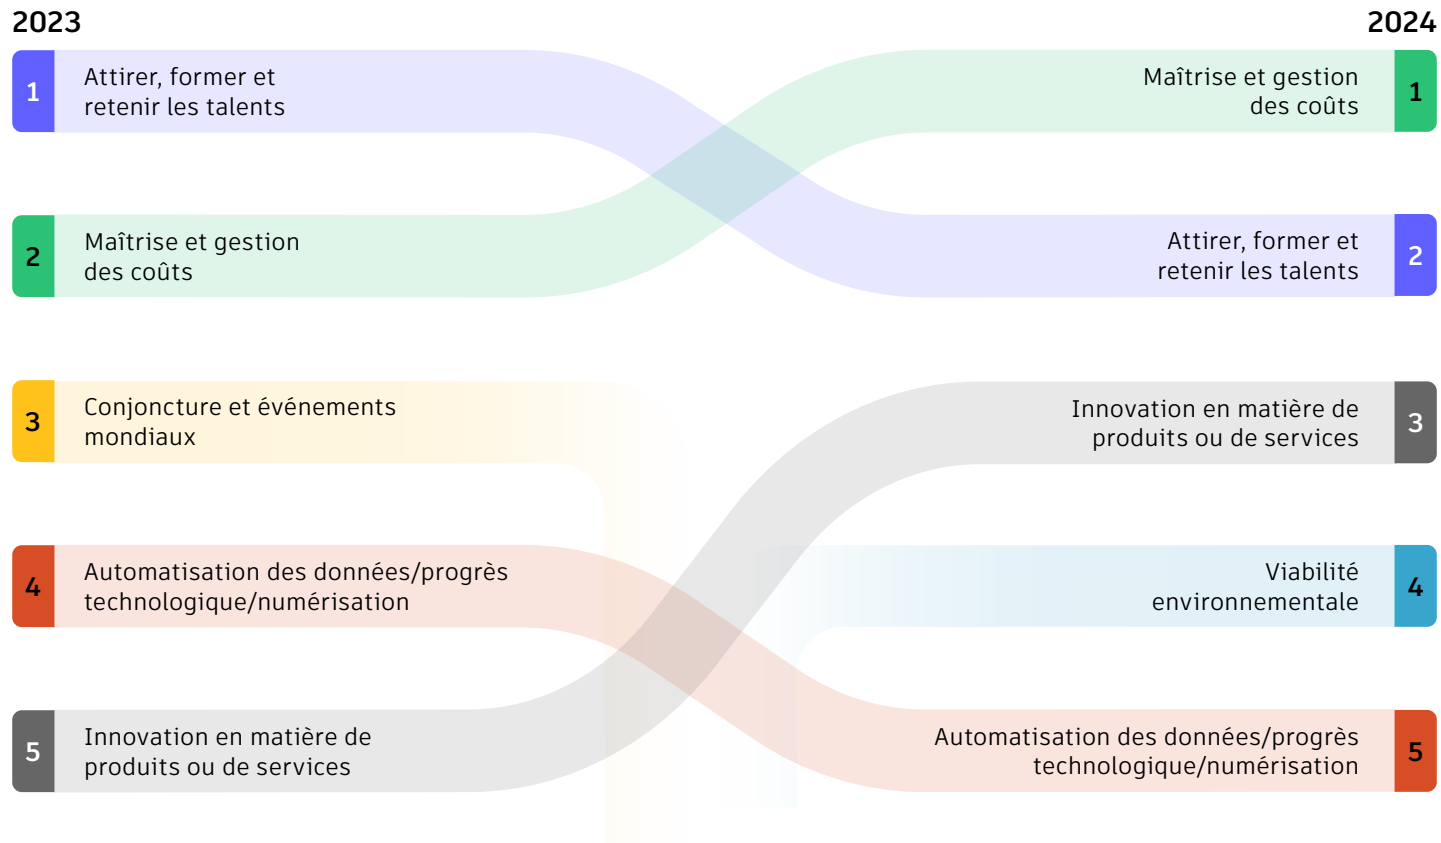 2023
2024
1
Attirer, former et
retenir les talents
Maîtrise et gestion
des coûts
1
2
Maîtrise et gestion
des coûts
Attirer, former et
retenir les talents
2
3
Conjoncture et événements
mondiaux
Innovation en matière de
produits ou de services
3
4
Automatisation des données/progrès
technologique/numérisation
Viabilité
environnementale
4
5
Innovation en matière de
produits ou de services
Automatisation des données/progrès
technologique/numérisation
5